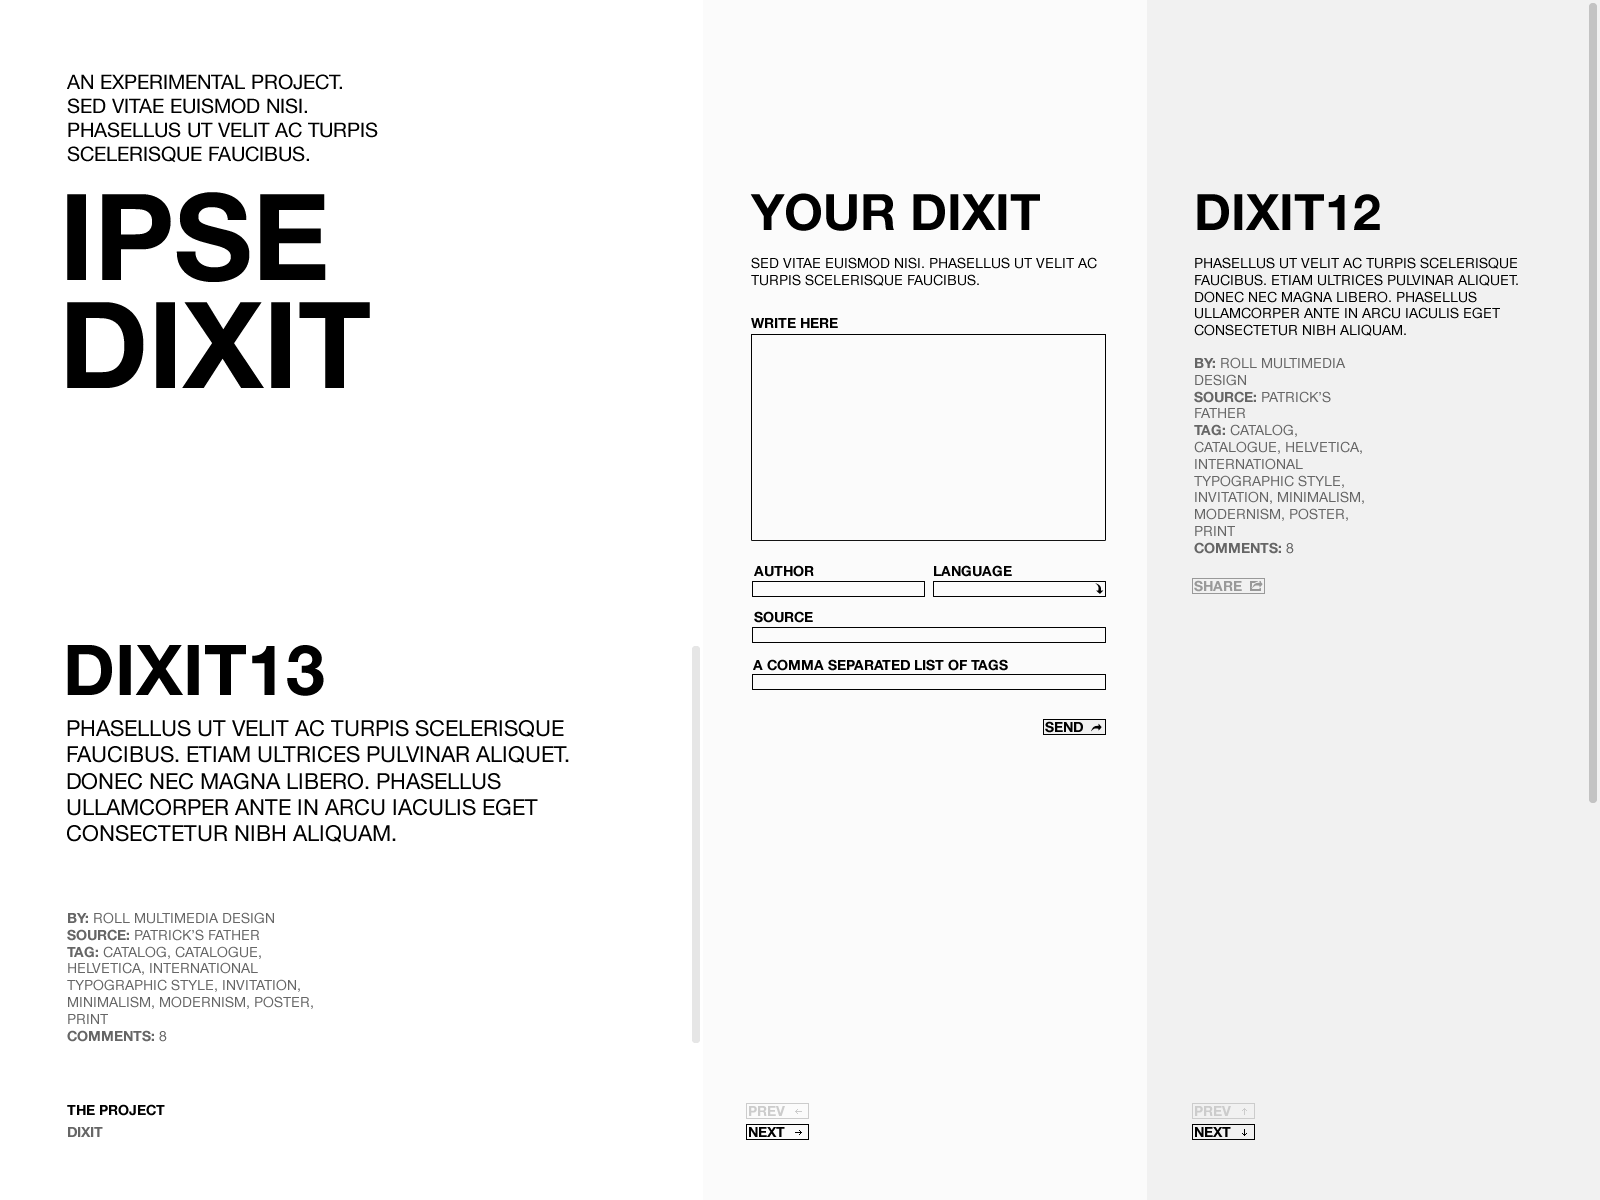 AN EXPERIMENTAL PROJECT.
SED VITAE EUISMOD NISI.
PHASELLUS UT VELIT AC TURPIS
SCELERISQUE FAUCIBUS.
IPSE
DIXIT
DIXIT13
PHASELLUS UT VELIT AC TURPIS SCELERISQUE
FAUCIBUS. ETIAM ULTRICES PULVINAR ALIQUET.
DONEC NEC MAGNA LIBERO. PHASELLUS
ULLAMCORPER ANTE IN ARCU IACULIS EGET
CONSECTETUR NIBH ALIQUAM.
BY: ROLL MULTIMEDIA DESIGN
SOURCE: PATRICK’S FATHER
TAG: CATALOG, CATALOGUE,
HELVETICA, INTERNATIONAL
TYPOGRAPHIC STYLE, INVITATION,
MINIMALISM, MODERNISM, POSTER,
PRINT
COMMENTS: 8
THE PROJECT
DIXIT
YOUR DIXIT
SED VITAE EUISMOD NISI. PHASELLUS UT VELIT AC
TURPIS SCELERISQUE FAUCIBUS.
WRITE HERE
AUTHOR
LANGUAGE
SOURCE
A COMMA SEPARATED LIST OF TAGS
SEND
PREV
NEXT
DIXIT12
PHASELLUS UT VELIT AC TURPIS SCELERISQUE
FAUCIBUS. ETIAM ULTRICES PULVINAR ALIQUET.
DONEC NEC MAGNA LIBERO. PHASELLUS
ULLAMCORPER ANTE IN ARCU IACULIS EGET
CONSECTETUR NIBH ALIQUAM.
BY: ROLL MULTIMEDIA
DESIGN
SOURCE: PATRICK’S
FATHER
TAG: CATALOG,
CATALOGUE, HELVETICA,
INTERNATIONAL
TYPOGRAPHIC STYLE,
INVITATION, MINIMALISM,
MODERNISM, POSTER,
PRINT
COMMENTS: 8
SHARE
PREV
NEXT